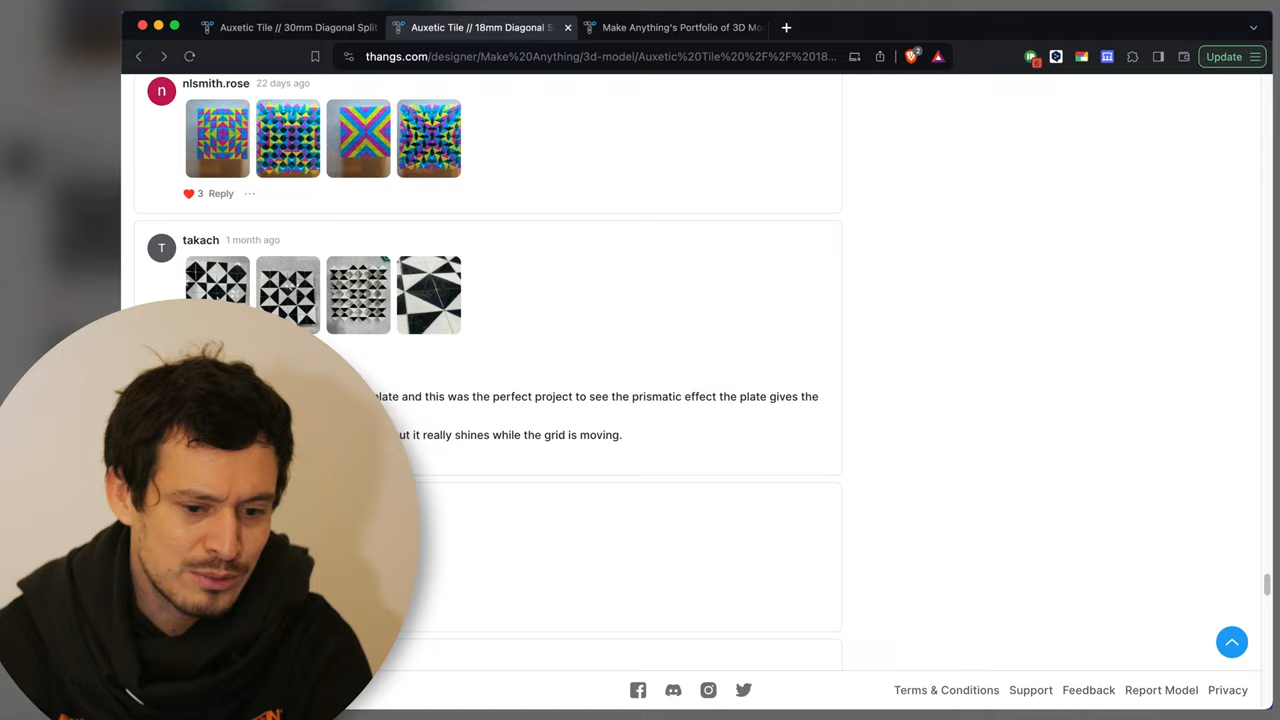 Auxetic Tile // 30mm Diagonal Split
Auxetic Tile // 18mm Diagonal S
Make Anything's Portfolio of 3D Mo
thangs.com/designer/Make%20Anything/3d-model/Auxetic%20Tile%20%2F%2F%2018...
2
6
Update
n
nlsmith.rose 22 days ago
3 Reply ...
T
takach 1 month ago
plate and this was the perfect project to see the prismatic effect the plate gives the
ut it really shines while the grid is moving.
Terms & Conditions Support Feedback Report Model Privacy